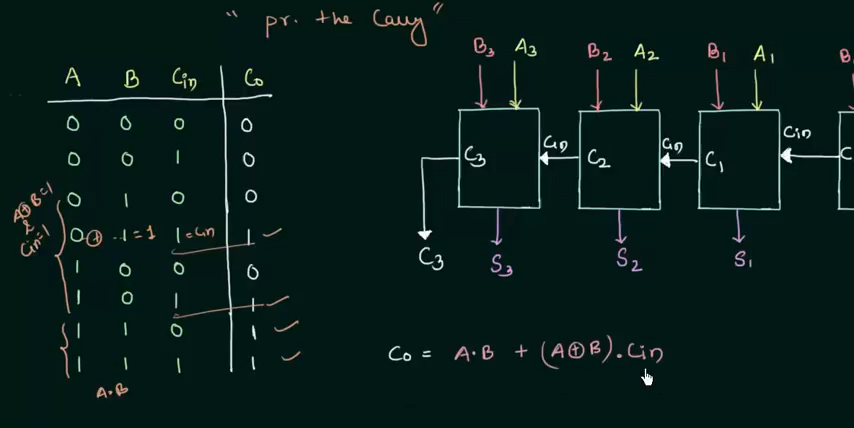 " pr. the Carry "
A B Cin Co
0 0 0 0
0 0 1 0
0 1 0 0
0 ⊕ 1 = 1 1 = Cin 1
1 0 0 0
1 0 1 1
1 1 0 1
1 1 1 1
A⊕B=1
&
Cin=1
A·B
B3 A3 B2 A2 B1 A1 B
C3 Cin C2 Cin C1 Cin C
C3 S3 S2 S1
Co = A·B + (A⊕B).Cin